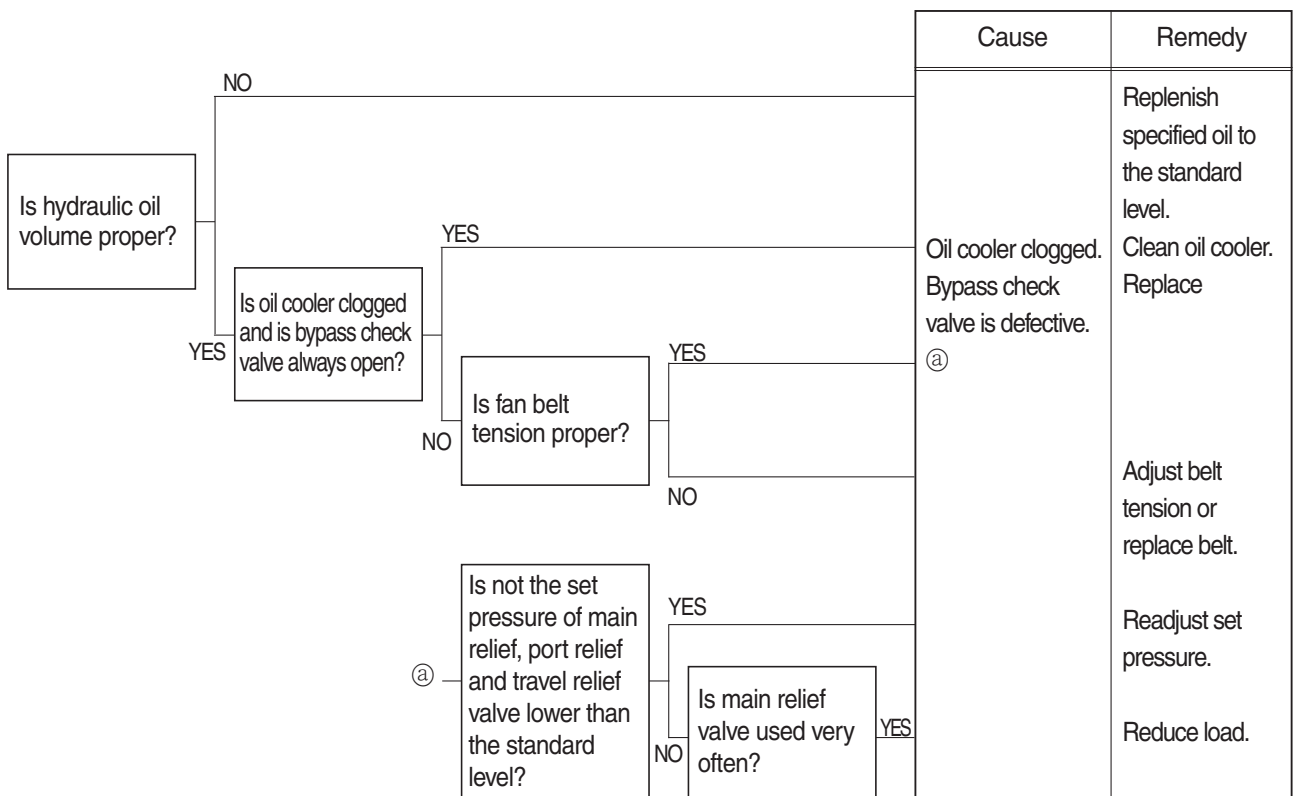 Cause
Remedy
NO
Replenish
specified oil to
the standard
level.
Is hydraulic oil
volume proper?
YES
Oil cooler clogged.
Clean oil cooler.
Bypass check
Replace
valve is defective.
Is oil cooler clogged
and is bypass check
valve always open?
YES
YES
ⓐ
Is fan belt
tension proper?
NO
NO
Adjust belt
tension or
replace belt.
Is not the set
pressure of main
relief, port relief
and travel relief
valve lower than
the standard
level?
ⓐ
YES
Readjust set
pressure.
Is main relief
valve used very
often?
NO
YES
Reduce load.